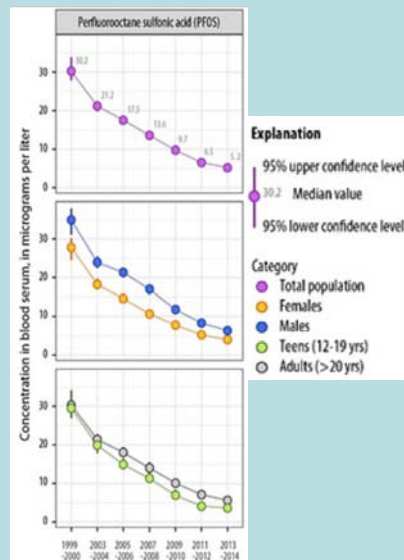 Perfluorooctane sulfonic acid (PFOS)
Concentration in blood serum, in micrograms per liter
30
20
10
0
30.2
21.2
17.5
13.6
9.7
6.3
5.2
30
20
10
0
30
20
10
0
1999 2003 2005 2007 2009 2011 2013
-2000 -2004 -2006 -2008 -2010 -2012 -2014
Explanation
95% upper confidence level
30.2 Median value
95% lower confidence level
Category
Total population
Females
Males
Teens (12-19 yrs)
Adults (>20 yrs)